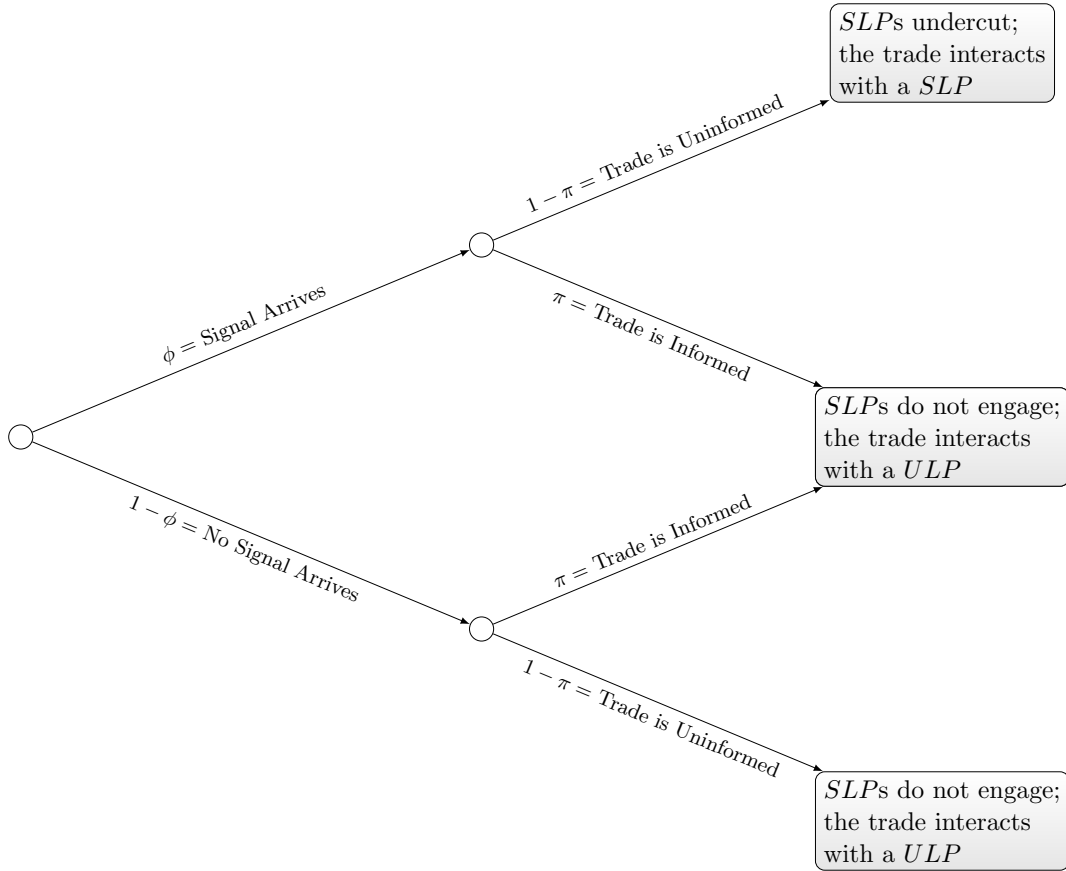 SLPs undercut;
the trade interacts
with a SLP
1 − π = Trade is Uninformed
ϕ = Signal Arrives
π = Trade is Informed
SLPs do not engage;
the trade interacts
with a ULP
1 − ϕ = No Signal Arrives
π = Trade is Informed
1 − π = Trade is Uninformed
SLPs do not engage;
the trade interacts
with a ULP